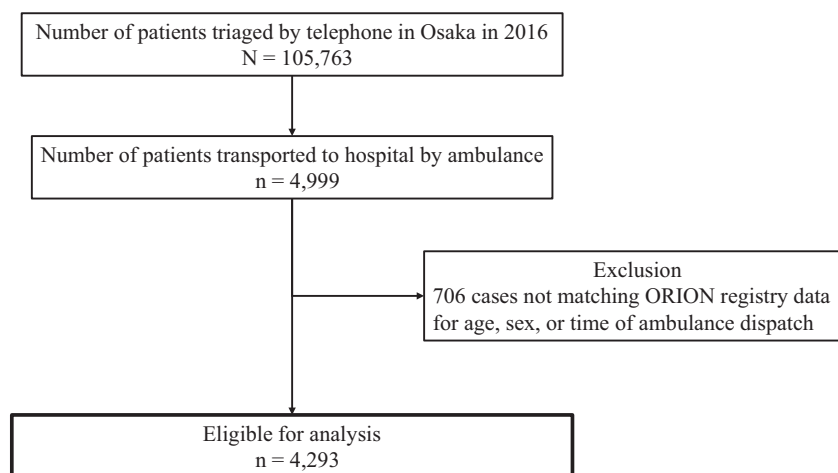 Number of patients triaged by telephone in Osaka in 2016
N = 105,763
Number of patients transported to hospital by ambulance
n = 4,999
Exclusion
706 cases not matching ORION registry data
for age, sex, or time of ambulance dispatch
Eligible for analysis
n = 4,293